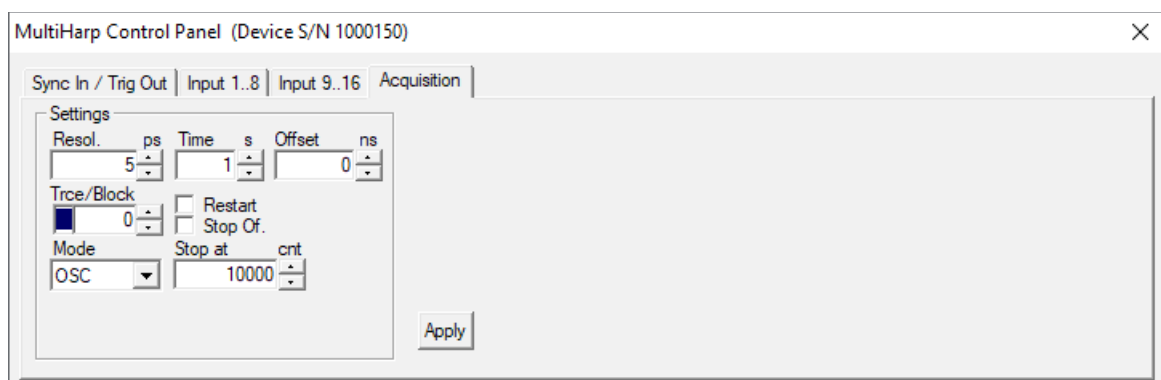 MultiHarp Control Panel (Device S/N 1000150)
Sync In / Trig Out Input 1..8 Input 9..16 Acquisition
Settings
Resol. ps Time s Offset ns
5 1 0
Trce/Block
0 Restart
Stop Of.
Mode Stop at cnt
OSC 10000
Apply